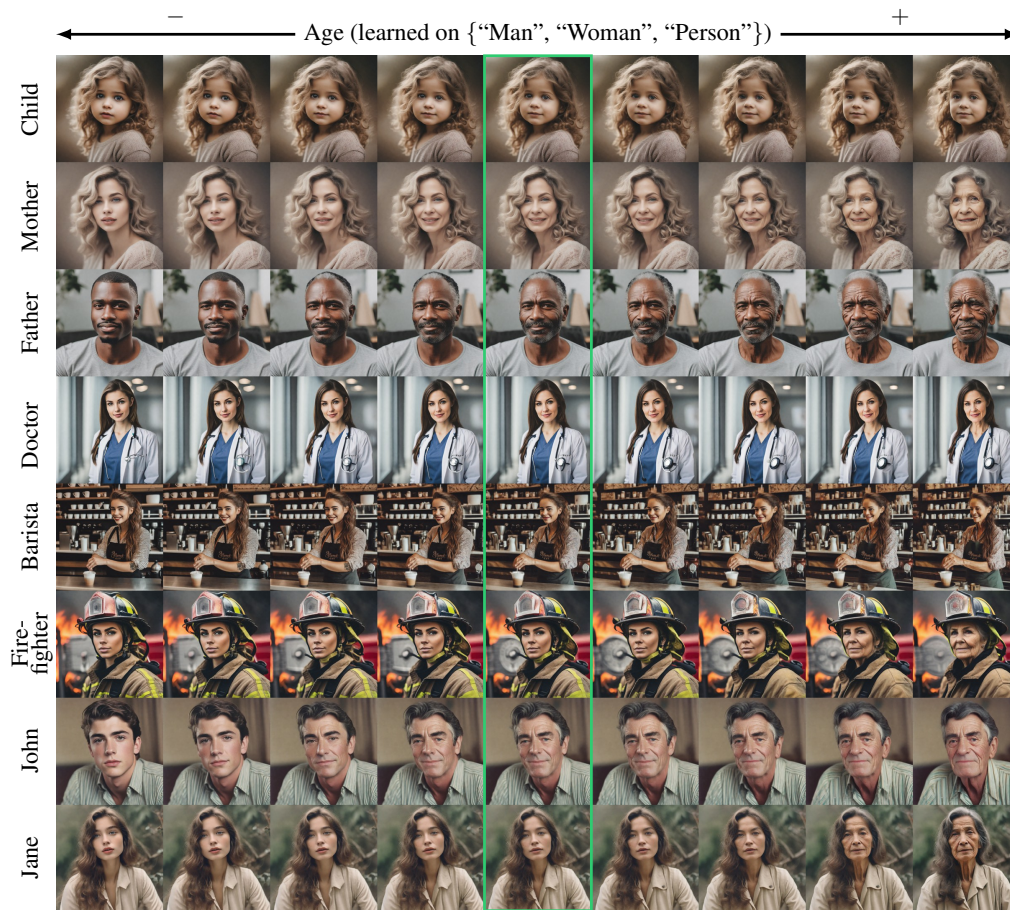 − +
Age (learned on {“Man”, “Woman”, “Person”})
Child
Mother
Father
Doctor
Barista
Fire-
fighter
John
Jane